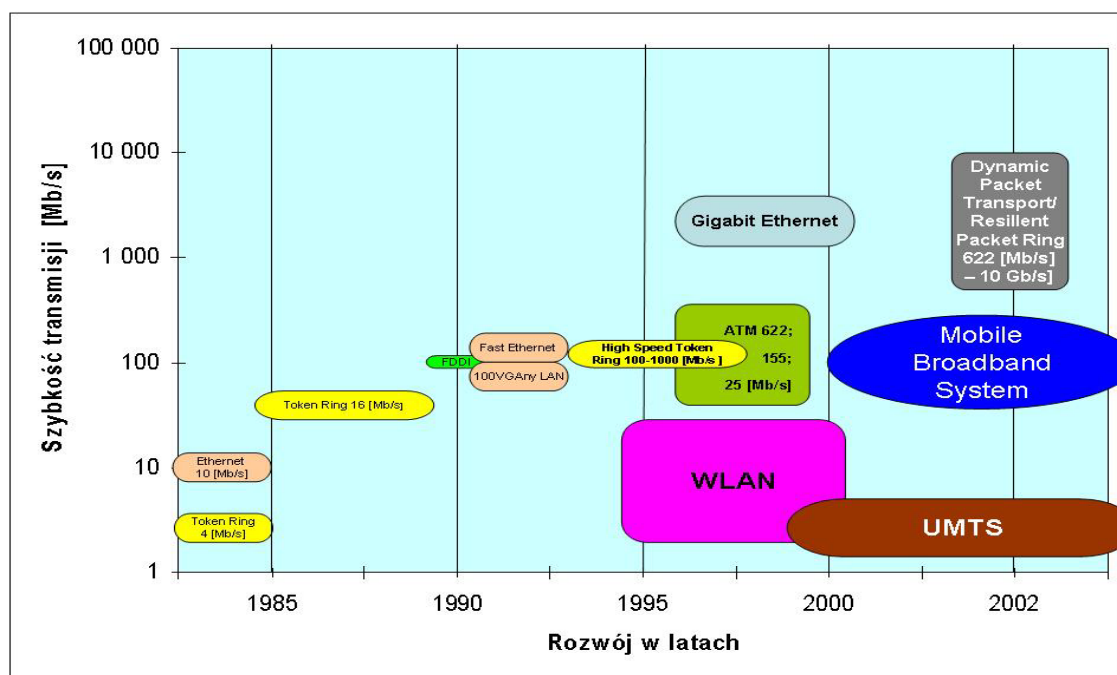 100 000
10 000
1 000
100
10
1
Szybkość transmisji [Mb/s]
Dynamic
Packet
Transport/
Resillent
Packet Ring
622 [Mb/s]
– 10 Gb/s]
Gigabit Ethernet
ATM 622;
155;
25 [Mb/s]
High Speed Token
Ring 100-1000 [Mb/s ]
Fast Ethernet
FDDI
100VGAny LAN
Mobile
Broadband
System
Token Ring 16 [Mb/s]
Ethernet
10 [Mb/s]
WLAN
Token Ring
4 [Mb/s]
UMTS
1985
1990
1995
2000
2002
Rozwój w latach